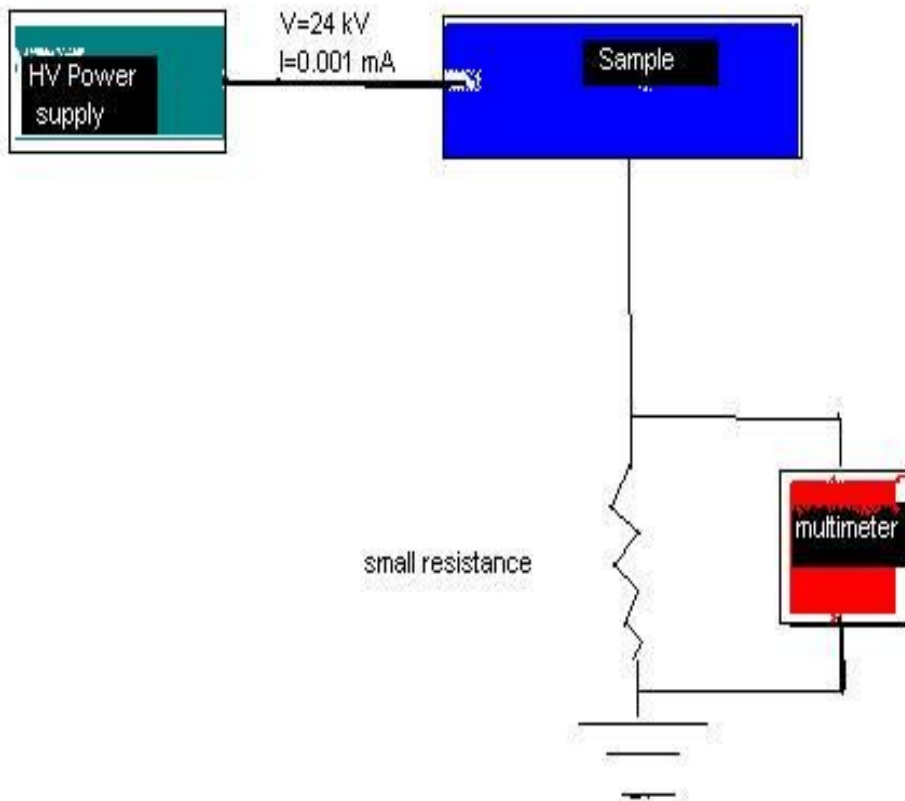 V=24 kV
I=0.001 mA
HV Power
supply
Sample
small resistance
multimeter